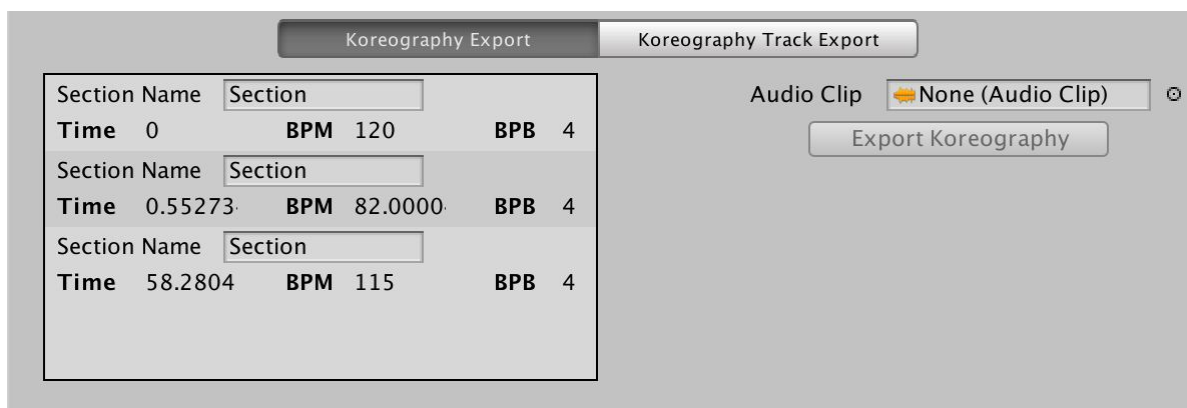 Koreography Export Koreography Track Export
Section Name Section
Time 0 BPM 120 BPB 4
Section Name Section
Time 0.55273 BPM 82.0000 BPB 4
Section Name Section
Time 58.2804 BPM 115 BPB 4
Audio Clip None (Audio Clip)
Export Koreography